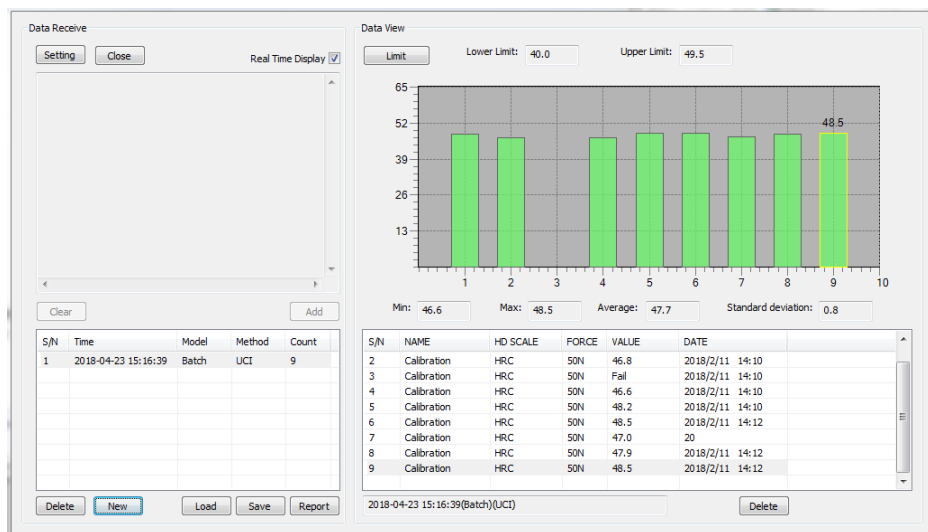 Data Receive
Setting Close Real Time Display
Clear Add
S/N Time Model Method Count
1 2018-04-23 15:16:39 Batch UCI 9
Delete New Load Save Report
Data View
Limit Lower Limit: 40.0 Upper Limit: 49.5
65
52
39
26
13
48.5
1 2 3 4 5 6 7 8 9 10
Min: 46.6 Max: 48.5 Average: 47.7 Standard deviation: 0.8
S/N NAME HD SCALE FORCE VALUE DATE
2 Calibration HRC 50N 46.8 2018/2/11 14:10
3 Calibration HRC 50N Fail 2018/2/11 14:10
4 Calibration HRC 50N 46.6 2018/2/11 14:10
5 Calibration HRC 50N 48.2 2018/2/11 14:10
6 Calibration HRC 50N 48.5 2018/2/11 14:12
7 Calibration HRC 50N 47.0 20
8 Calibration HRC 50N 47.9 2018/2/11 14:12
9 Calibration HRC 50N 48.5 2018/2/11 14:12
2018-04-23 15:16:39(Batch)(UCI) Delete